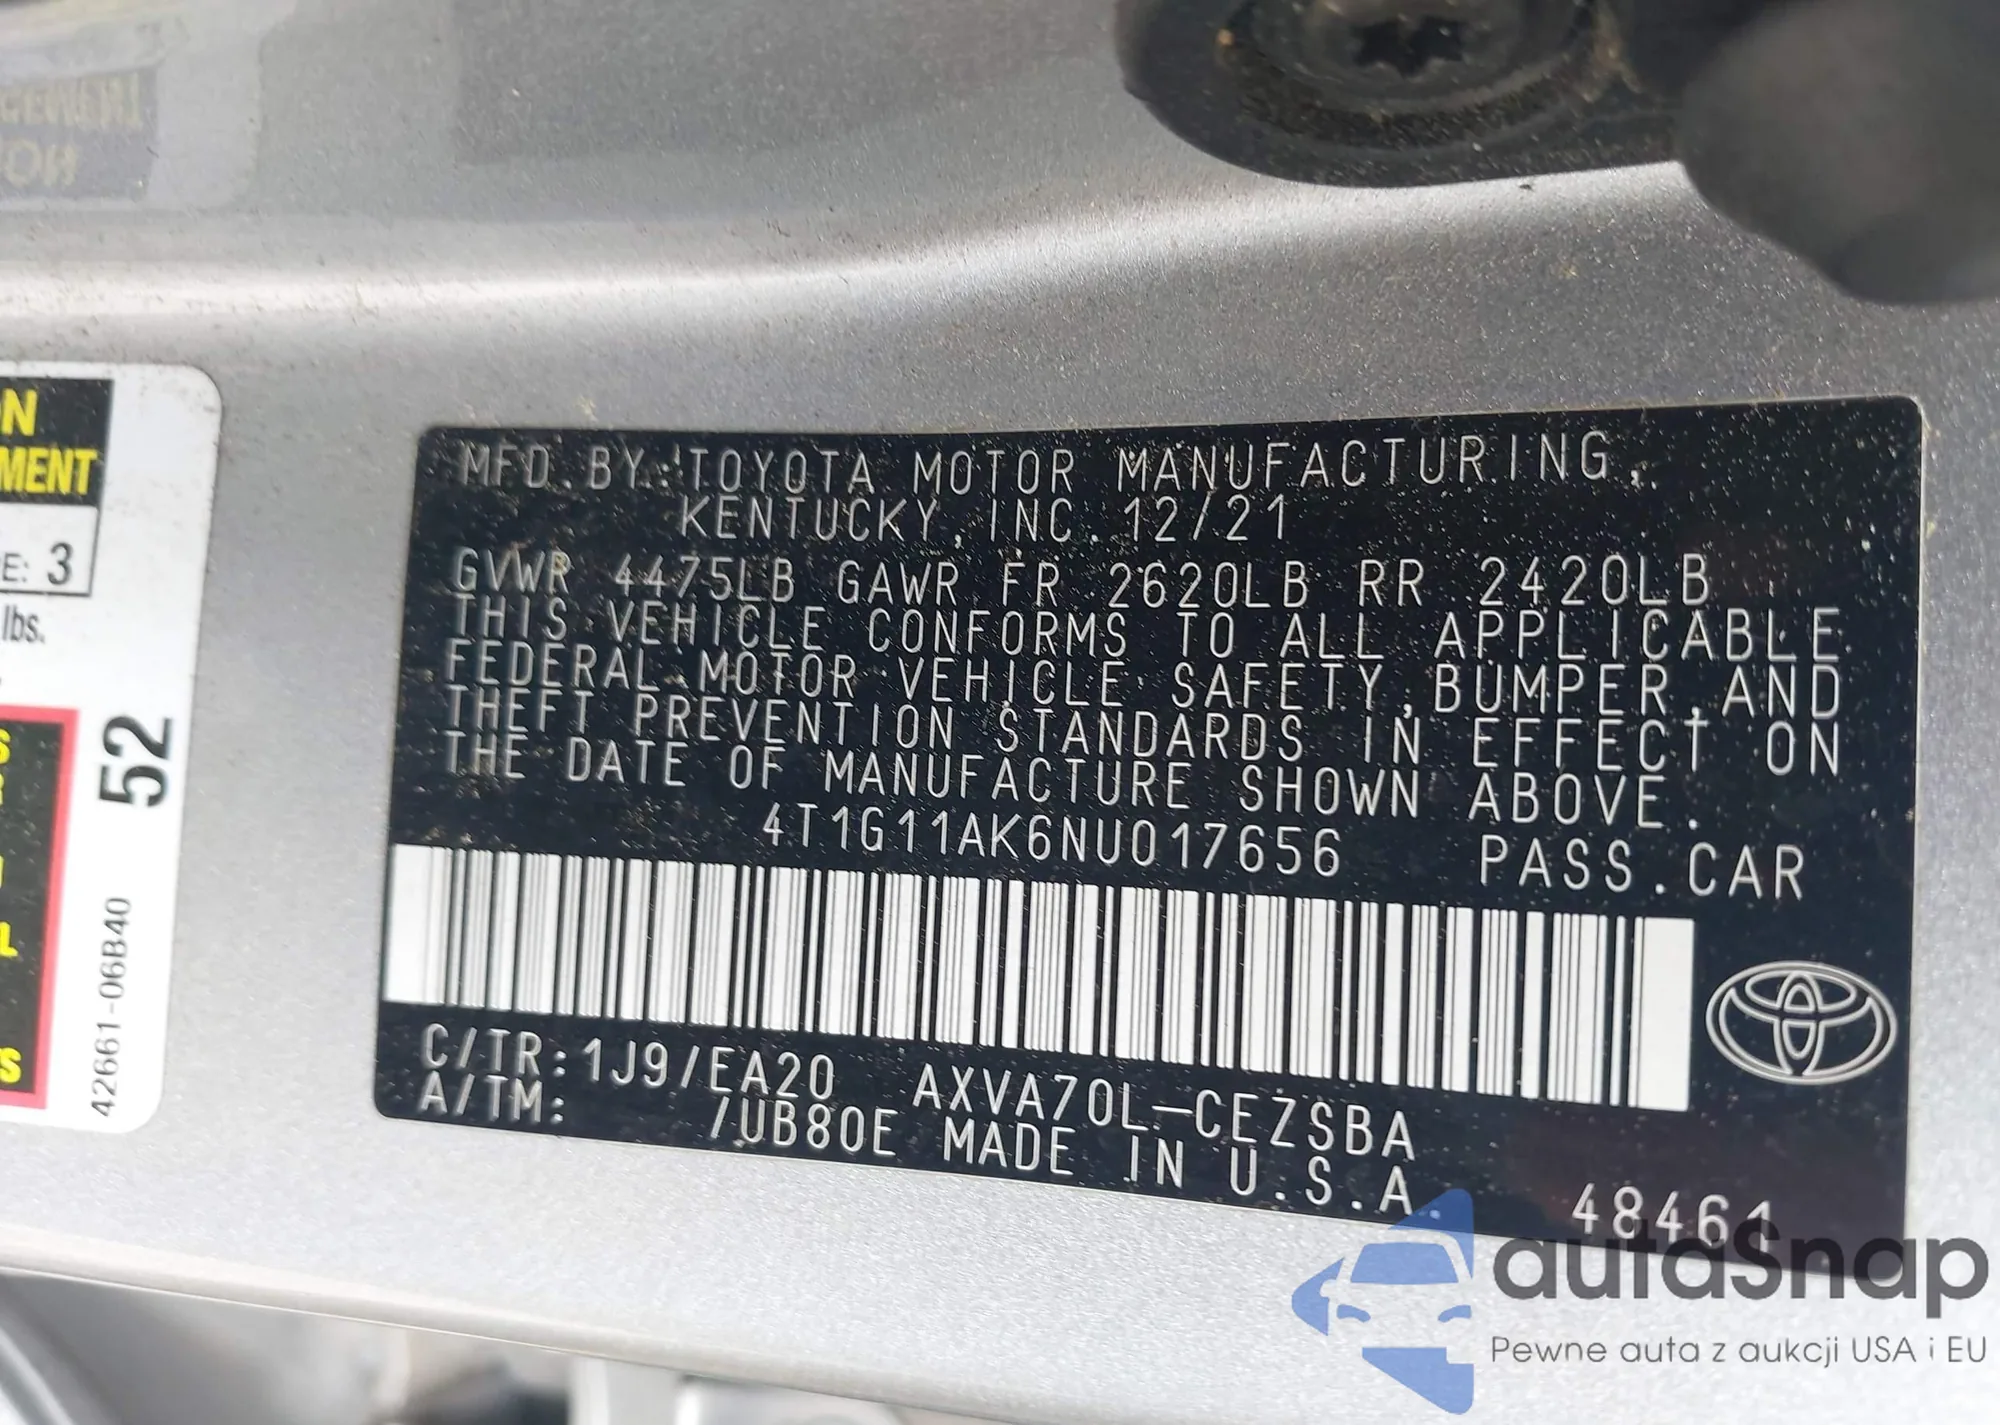 N
MENT
E: 3
lbs.
52
42661-06B40
MFD.BY:TOYOTA MOTOR MANUFACTURING,
KENTUCKY,INC.12/21
GVWR 4475LB GAWR FR 2620LB RR 2420LB
THIS VEHICLE CONFORMS TO ALL APPLICABLE
FEDERAL MOTOR VEHICLE SAFETY,BUMPER,AND
THEFT PREVENTION STANDARDS IN EFFECT ON
THE DATE OF MANUFACTURE SHOWN ABOVE.
4T1G11AK6NU017656 PASS.CAR
C/TR:1J9/EA20 AXVA70L-CEZSBA
A/TM: /UB80E MADE IN U.S.A.
48461
autaSnap
Pewne auta z aukcji USA i EU